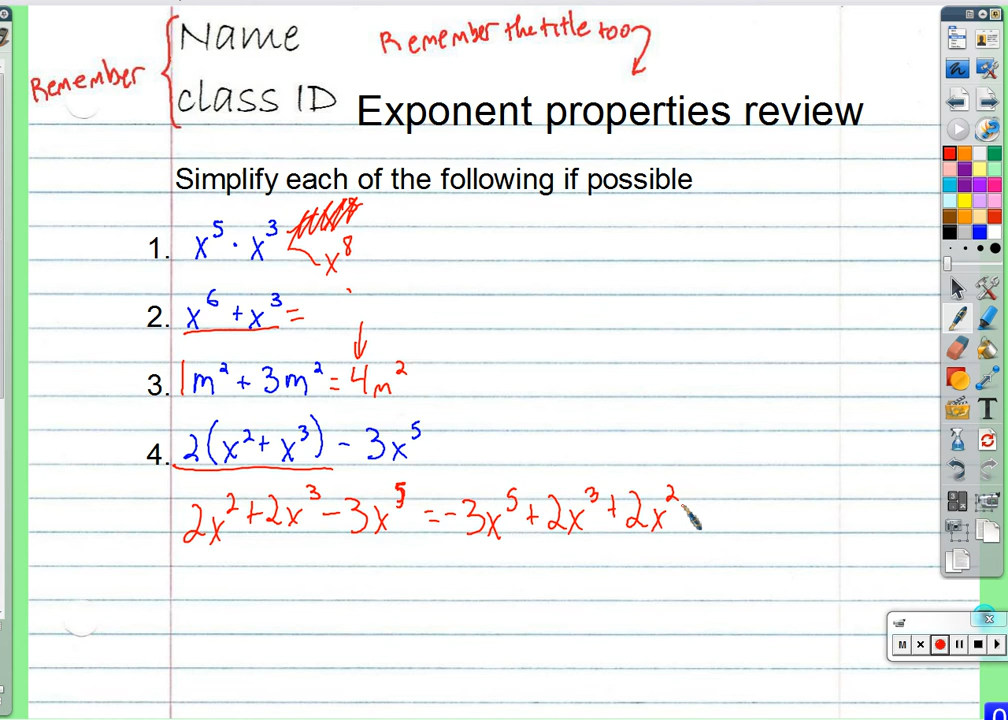 Name
Remember the title too
Remember
class ID
Exponent properties review
Simplify each of the following if possible
1. x⁵ · x³
x⁸
2. x⁶ + x³ =
3. 1m² + 3m² = 4m²
4. 2(x² + x³) - 3x⁵
2x² + 2x³ - 3x⁵ = -3x⁵ + 2x³ + 2x²
T
M